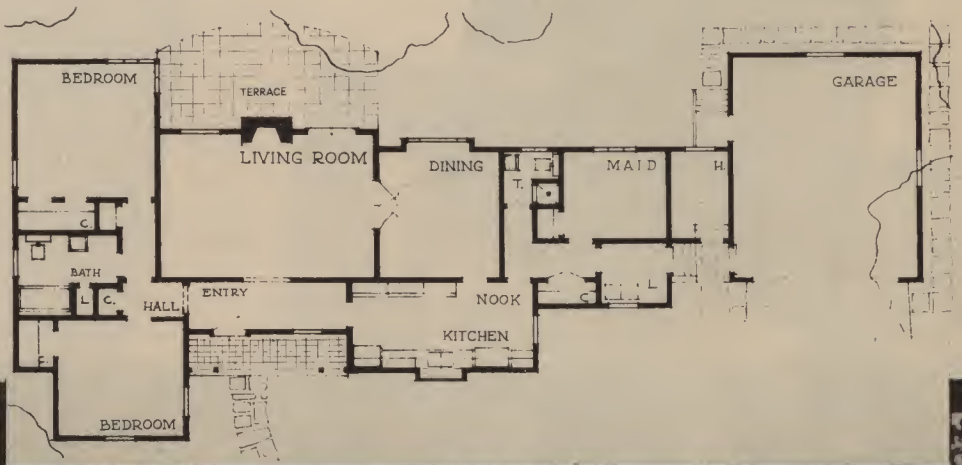 BEDROOM
TERRACE
GARAGE
LIVING ROOM
DINING
T.
MAID
H.
C.
BATH
L.
C.
HALL
ENTRY
NOOK
C.
L.
KITCHEN
C.
BEDROOM